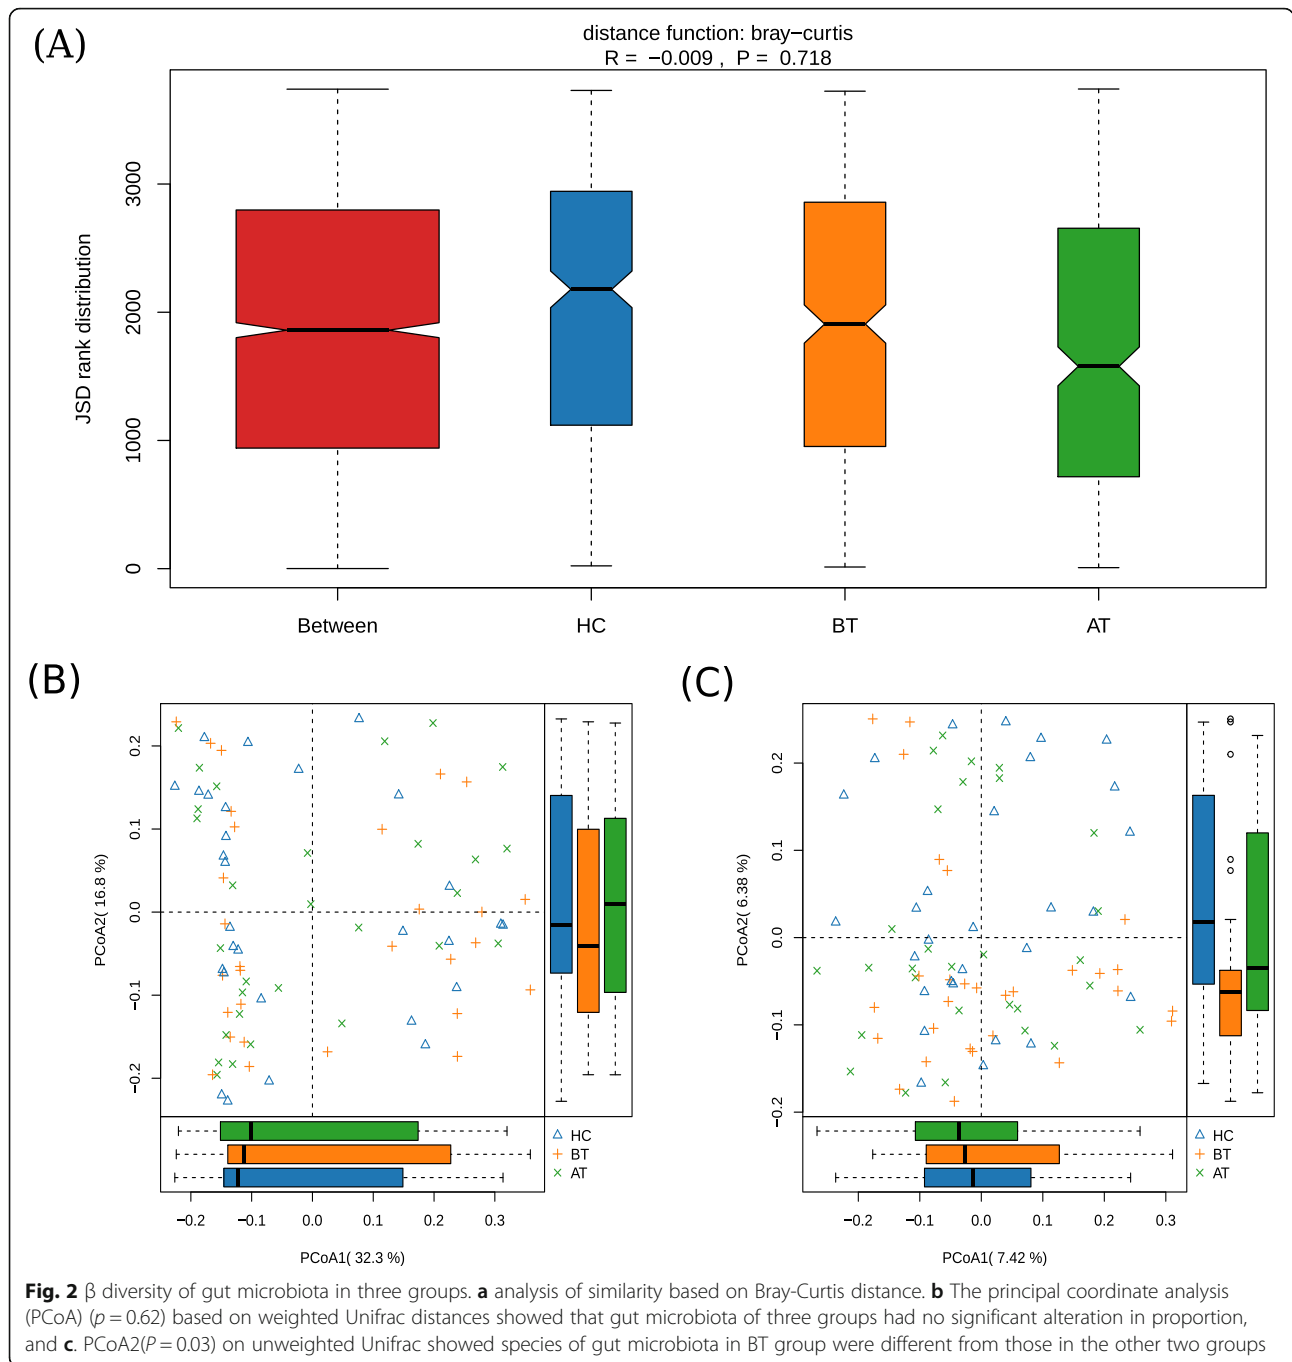 (A)
distance function: bray−curtis
R = −0.009 , P = 0.718
JSD rank distribution
3000
2000
1000
0
Between HC BT AT
(B)
PCoA2( 16.8 %)
0.2
0.1
0.0
−0.1
−0.2
HC
BT
AT
−0.2 −0.1 0.0 0.1 0.2 0.3
PCoA1( 32.3 %)
(C)
PCoA2( 6.38 %)
0.2
0.1
0.0
−0.1
−0.2
HC
BT
AT
−0.2 −0.1 0.0 0.1 0.2 0.3
PCoA1( 7.42 %)
Fig. 2 β diversity of gut microbiota in three groups. a analysis of similarity based on Bray-Curtis distance. b The principal coordinate analysis
(PCoA) (p = 0.62) based on weighted Unifrac distances showed that gut microbiota of three groups had no significant alteration in proportion,
and c. PCoA2(P = 0.03) on unweighted Unifrac showed species of gut microbiota in BT group were different from those in the other two groups